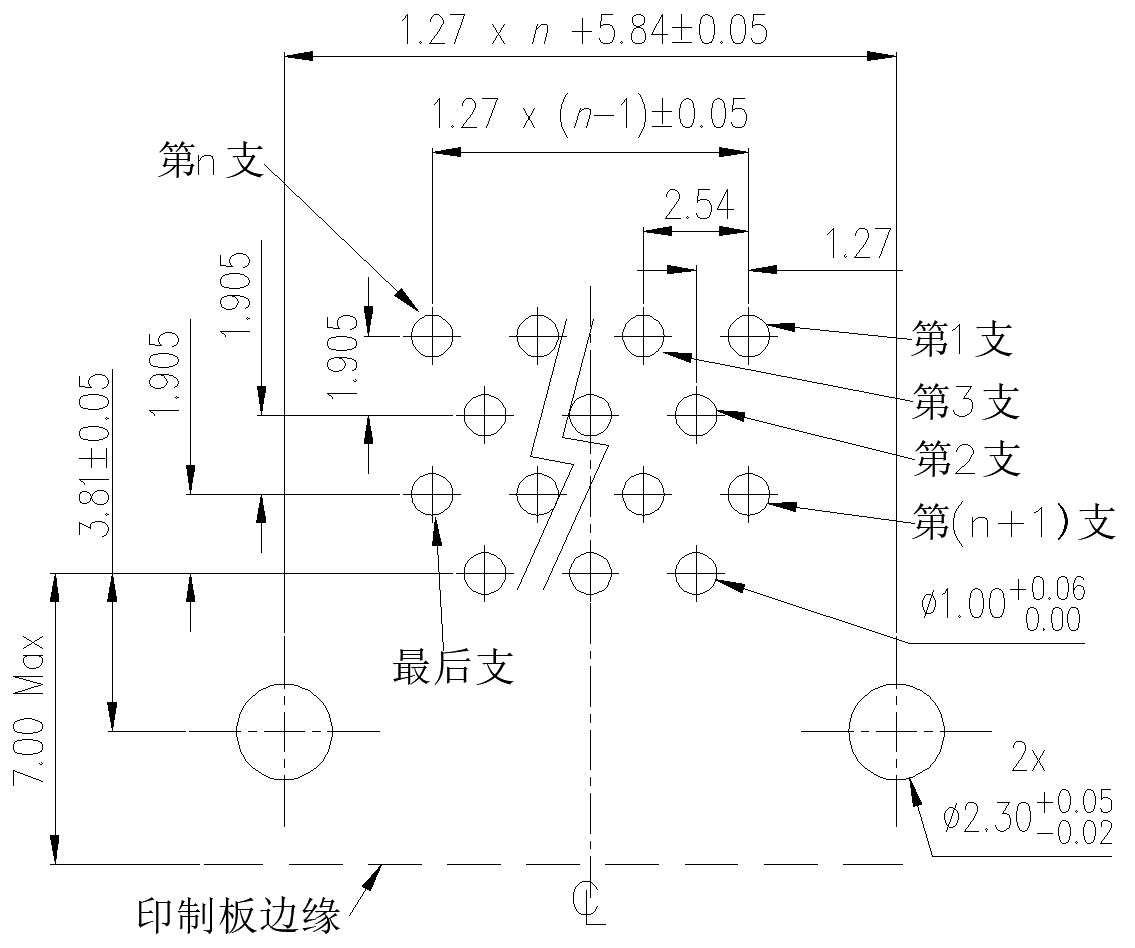 1.27 x n +5.84±0.05
1.27 x (n-1)±0.05
第n支
2.54
1.27
1.905
1.905
1.905
3.81±0.05
7.00 Max
第1支
第3支
第2支
第(n+1)支
ø1.00+0.06 0.00
最后支
2x
ø2.30+0.05 -0.02
印制板边缘
CL